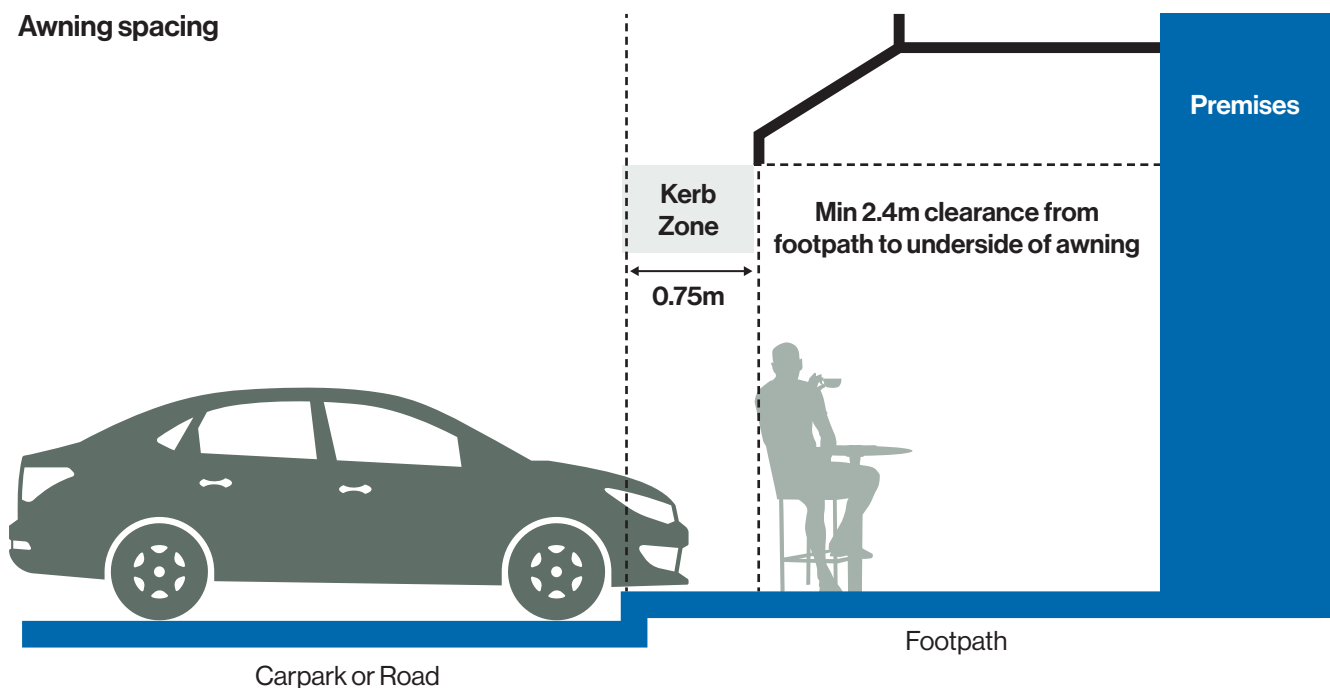 Awning spacing
Premises
Kerb
Zone
Min 2.4m clearance from
footpath to underside of awning
0.75m
Footpath
Carpark or Road